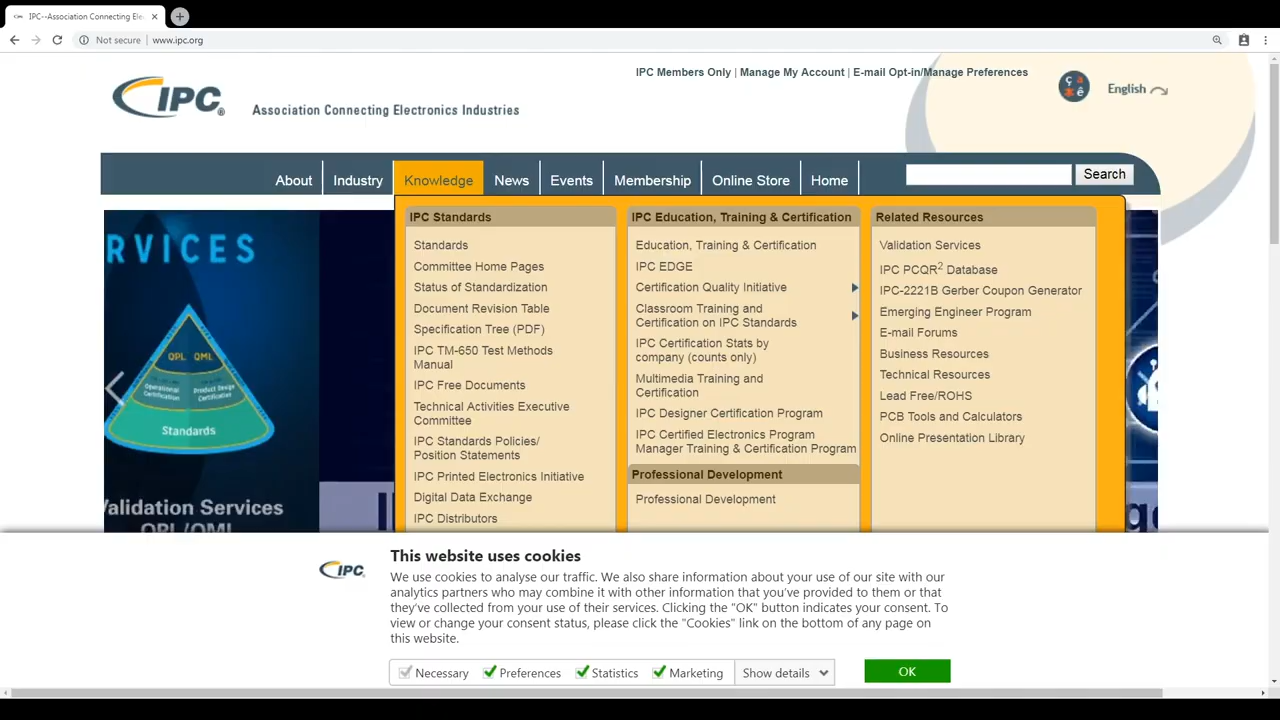 IPC--Association Connecting Ele
Not secure | www.ipc.org
IPC Members Only | Manage My Account | E-mail Opt-in/Manage Preferences
IPC®
Association Connecting Electronics Industries
English
About
Industry
Knowledge
News
Events
Membership
Online Store
Home
Search
IPC Standards
Standards
Committee Home Pages
Status of Standardization
Document Revision Table
Specification Tree (PDF)
IPC TM-650 Test Methods
Manual
IPC Free Documents
Technical Activities Executive
Committee
IPC Standards Policies/
Position Statements
IPC Printed Electronics Initiative
Digital Data Exchange
IPC Distributors
IPC Education, Training & Certification
Education, Training & Certification
IPC EDGE
Certification Quality Initiative
Classroom Training and
Certification on IPC Standards
IPC Certification Stats by
company (counts only)
Multimedia Training and
Certification
IPC Designer Certification Program
IPC Certified Electronics Program
Manager Training & Certification Program
Professional Development
Professional Development
Related Resources
Validation Services
IPC PCQR² Database
IPC-2221B Gerber Coupon Generator
Emerging Engineer Program
E-mail Forums
Business Resources
Technical Resources
Lead Free/ROHS
PCB Tools and Calculators
Online Presentation Library
RVICES
QPL QML
Operational
Certification
Product Design
Certification
Standards
Validation Services
QPL/QML
IPC
This website uses cookies
We use cookies to analyse our traffic. We also share information about your use of our site with our
analytics partners who may combine it with other information that you've provided to them or that
they've collected from your use of their services. Clicking the "OK" button indicates your consent. To
view or change your consent status, please click the "Cookies" link on the bottom of any page on
this website.
Necessary
Preferences
Statistics
Marketing
Show details
OK